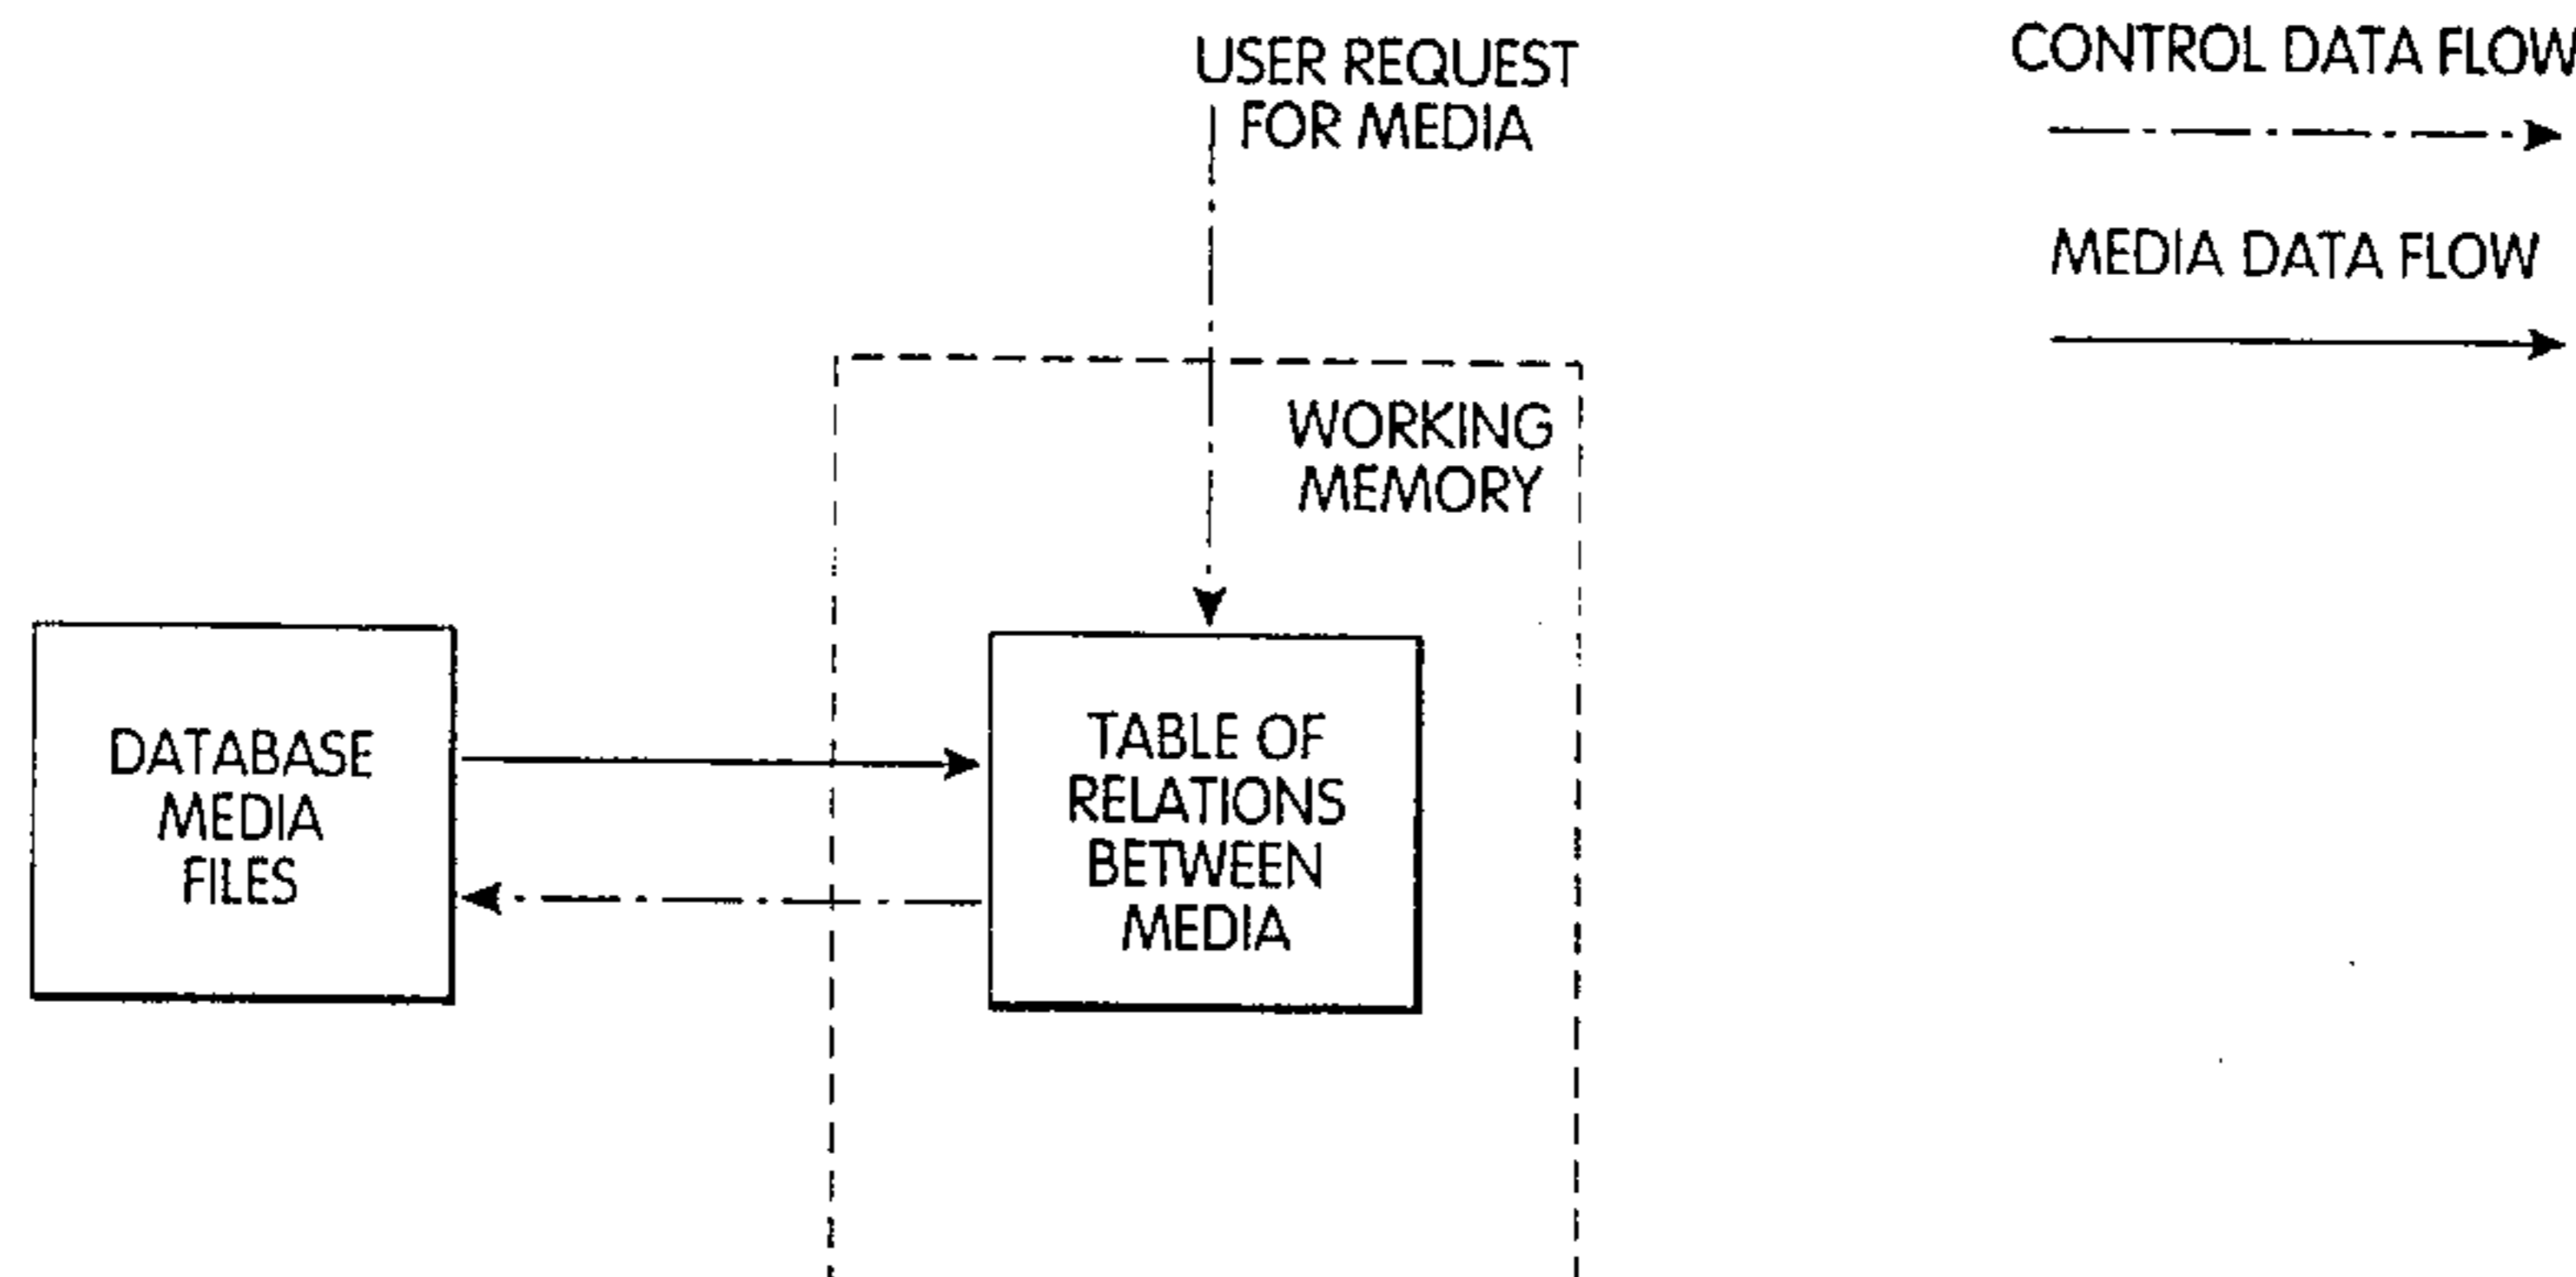 USER REQUEST
FOR MEDIA
CONTROL DATA FLOW
MEDIA DATA FLOW
WORKING
MEMORY
DATABASE
MEDIA
FILES
TABLE OF
RELATIONS
BETWEEN
MEDIA